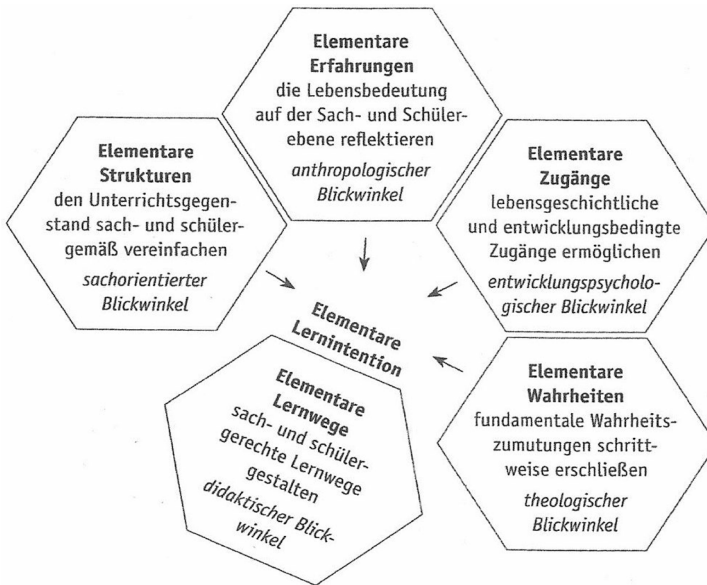 Elementare
Erfahrungen
die Lebensbedeutung
auf der Sach- und Schüler-
ebene reflektieren
anthropologischer
Blickwinkel
Elementare
Strukturen
den Unterrichtsgegen-
stand sach- und schüler-
gemäß vereinfachen
sachorientierter
Blickwinkel
Elementare
Zugänge
lebensgeschichtliche
und entwicklungsbedingte
Zugänge ermöglichen
entwicklungspsycholo-
gischer Blickwinkel
Elementare
Lernintention
Elementare
Lernwege
sach- und schüler-
gerechte Lernwege
gestalten
didaktischer Blick-
winkel
Elementare
Wahrheiten
fundamentale Wahrheits-
zumutungen schritt-
weise erschließen
theologischer
Blickwinkel